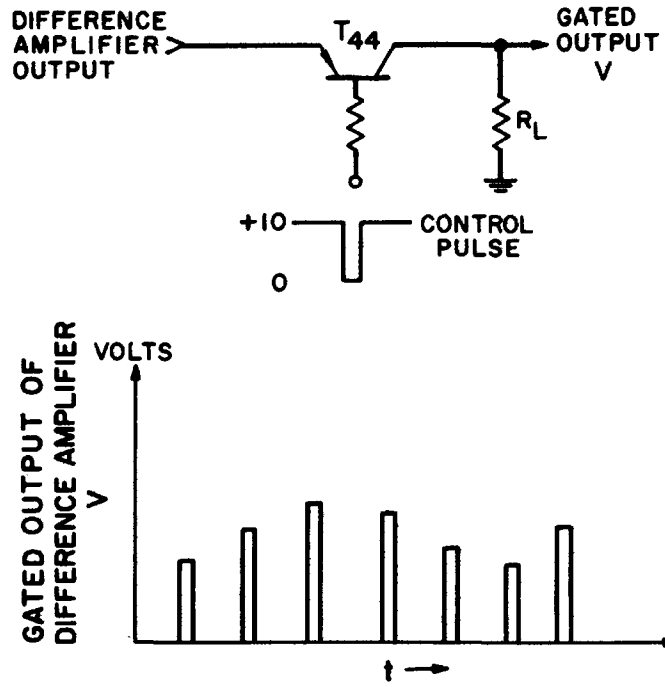 DIFFERENCE
AMPLIFIER
OUTPUT
T44
GATED
OUTPUT
V
RL
+10
CONTROL
PULSE
0
VOLTS
GATED OUTPUT OF
DIFFERENCE AMPLIFIER
V
t